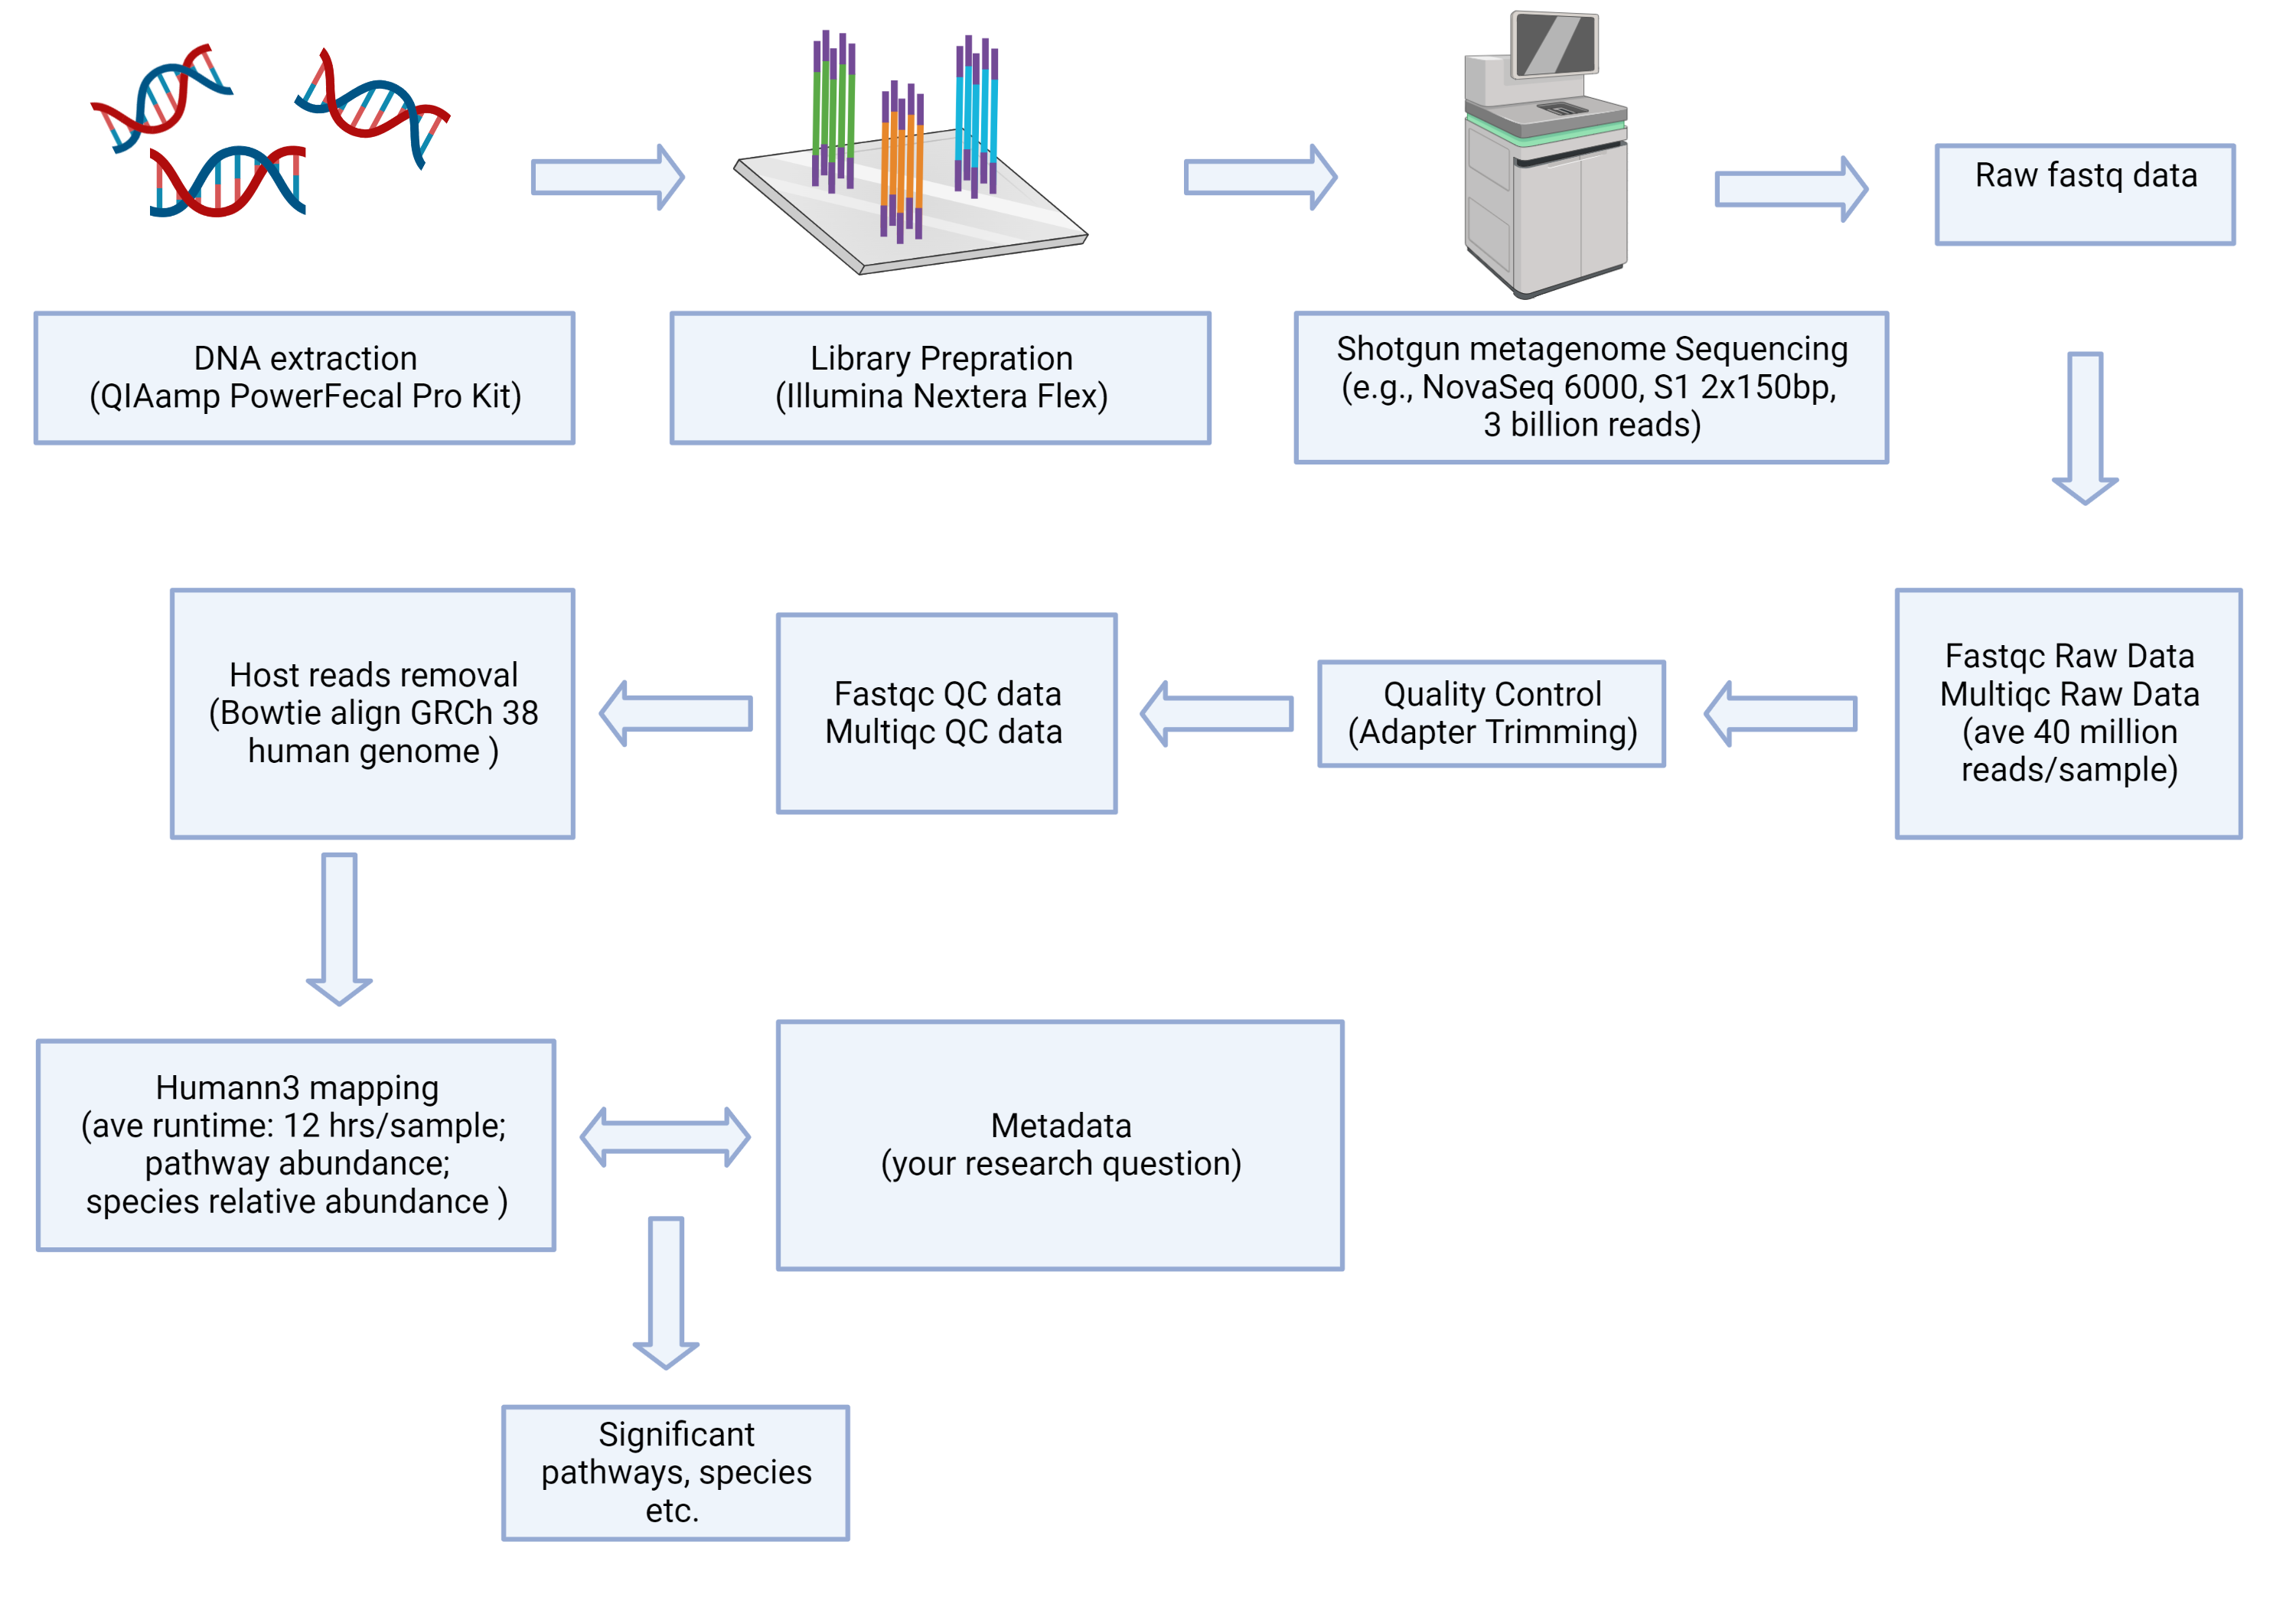 Raw fastq data
DNA extraction
(QIAamp PowerFecal Pro Kit)
Library Prepration
(Illumina Nextera Flex)
Shotgun metagenome Sequencing
(e.g., NovaSeq 6000, S1 2x150bp,
3 billion reads)
Fastqc Raw Data
Multiqc Raw Data
(ave 40 million
reads/sample)
Quality Control
(Adapter Trimming)
Fastqc QC data
Multiqc QC data
Host reads removal
(Bowtie align GRCh 38
human genome )
Humann3 mapping
(ave runtime: 12 hrs/sample;
pathway abundance;
species relative abundance )
Metadata
(your research question)
Significant
pathways, species
etc.